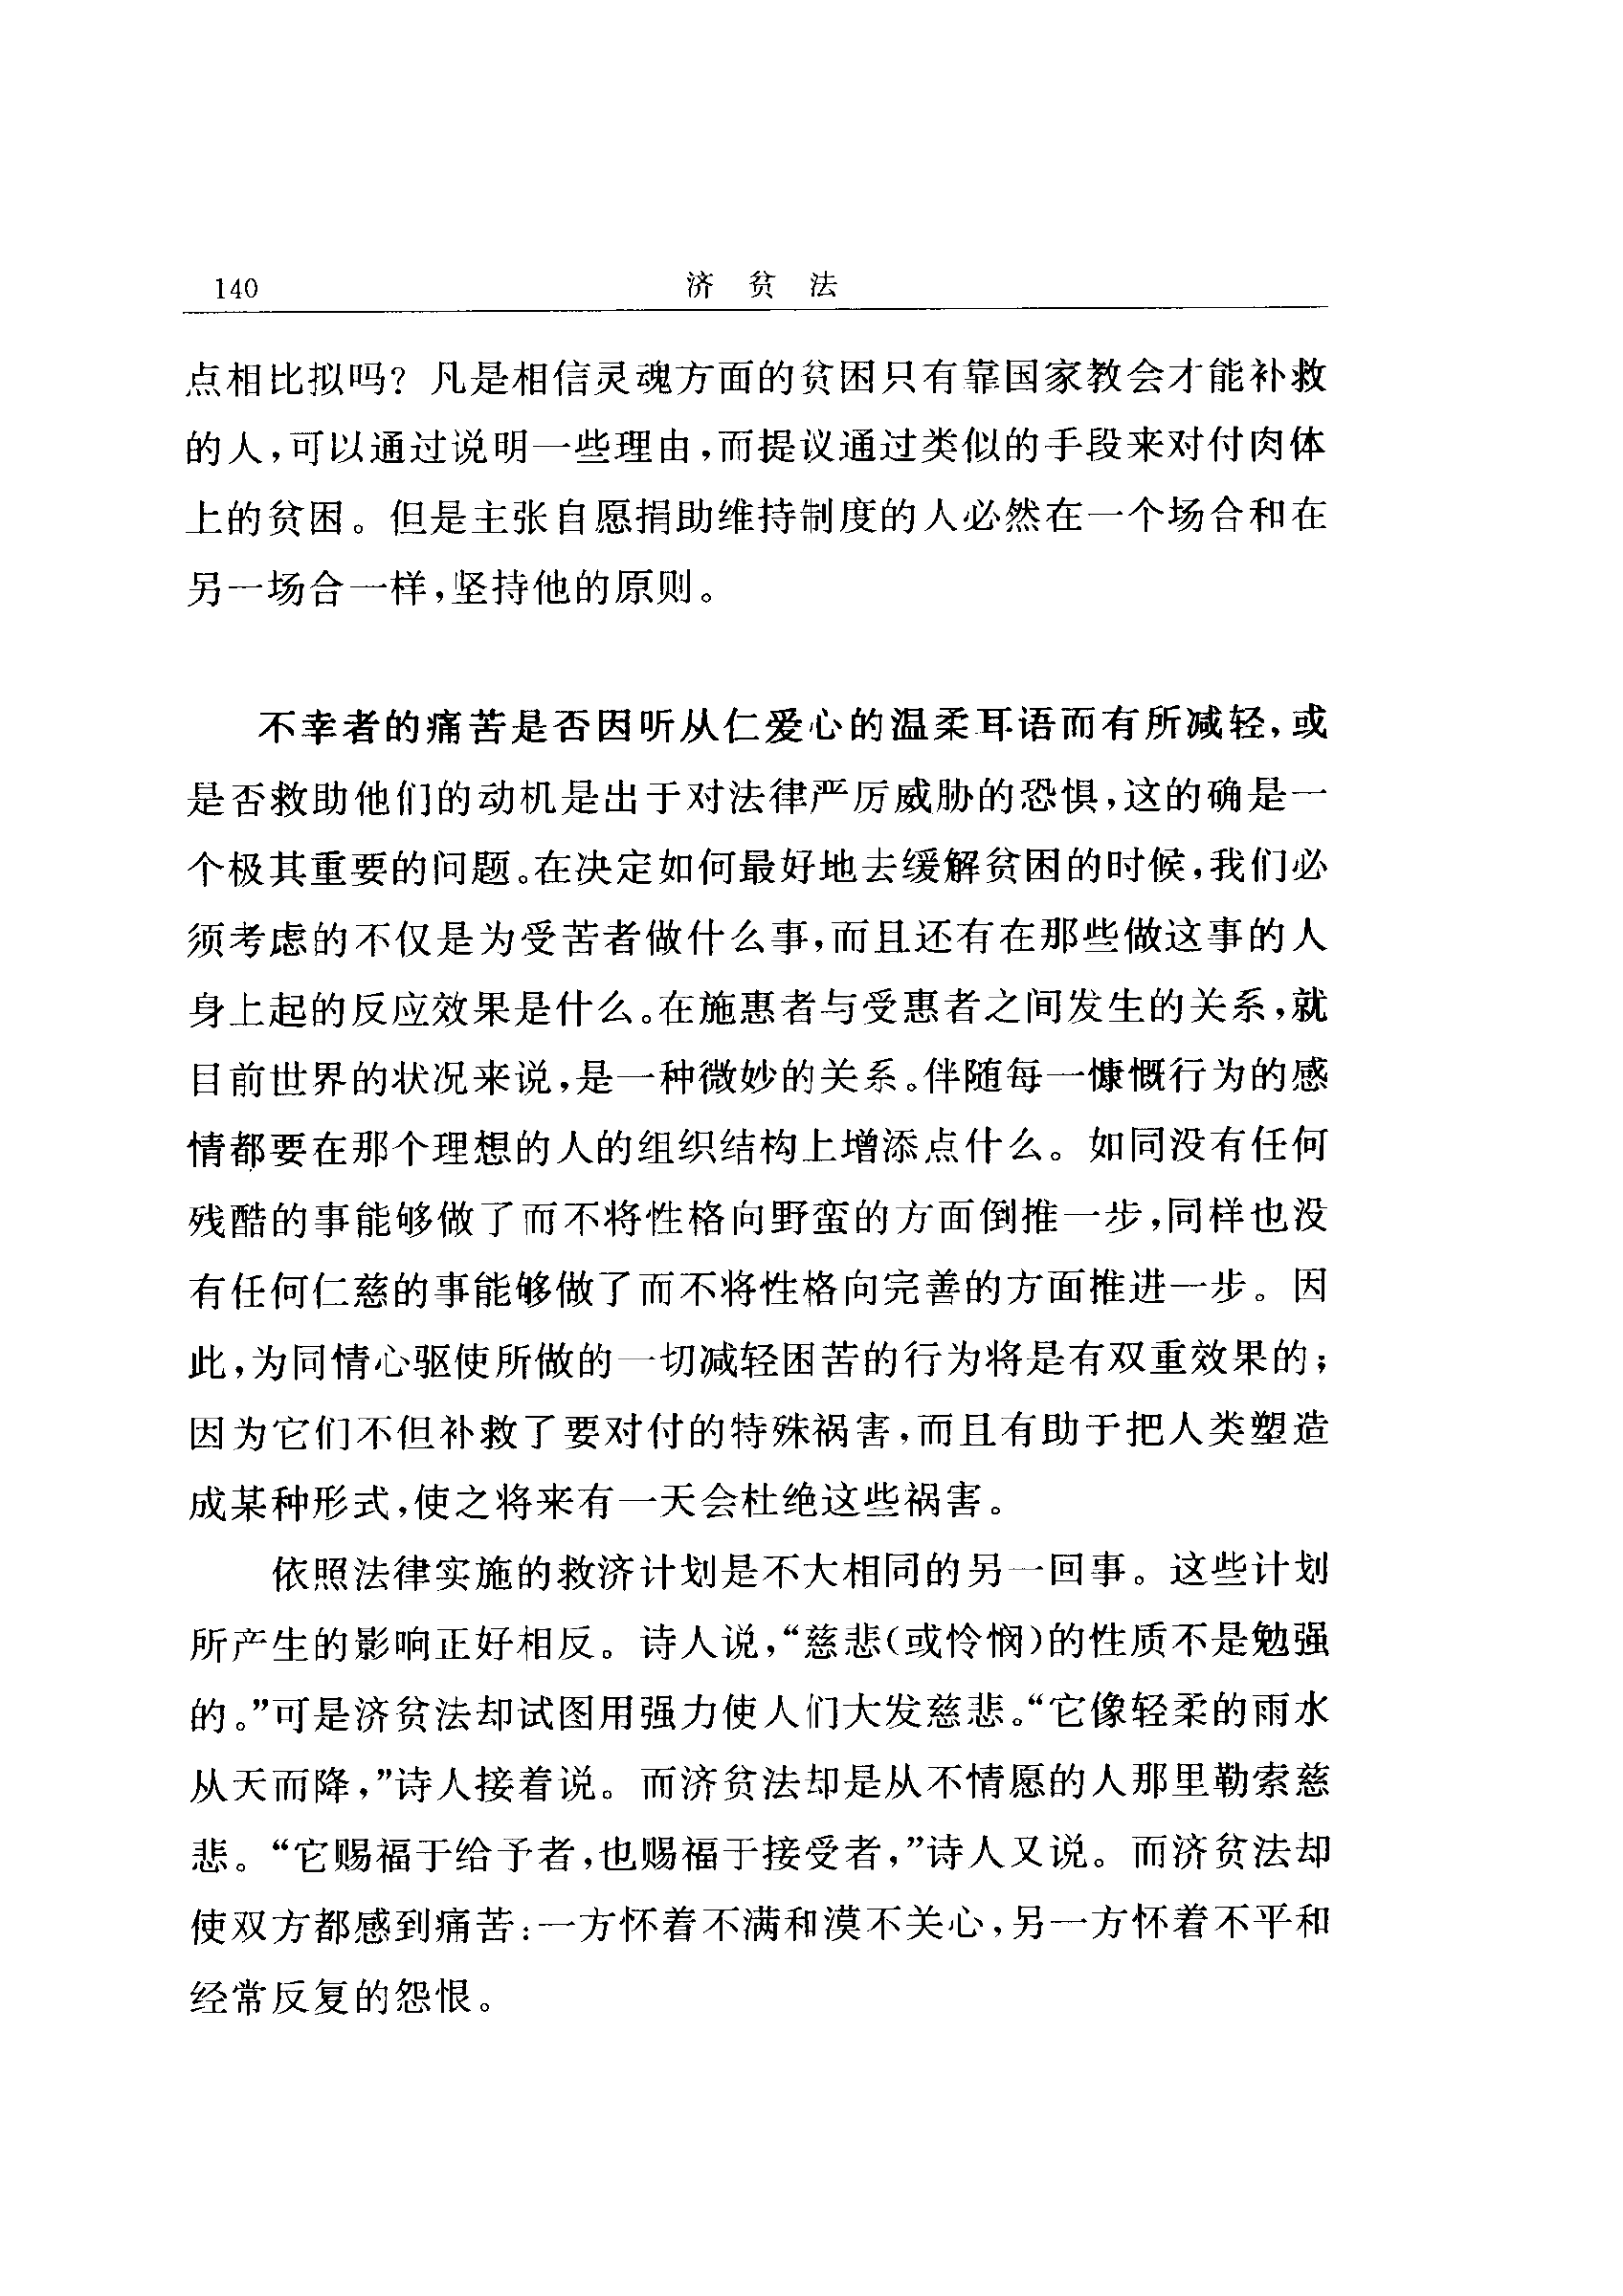 140 济贫法
点相比拟吗？凡是相信灵魂方面的贫困只有靠国家教会才能补救
的人，可以通过说明一些理由，而提议通过类似的手段来对付肉体
上的贫困。但是主张自愿捐助维持制度的人必然在一个场合和在
另一场合一样，坚持他的原则。
不幸者的痛苦是否因听从仁爱心的温柔耳语而有所减轻，或
是否救助他们的动机是出于对法律严厉威胁的恐惧，这的确是一
个极其重要的问题。在决定如何最好地去缓解贫困的时候，我们必
须考虑的不仅是为受苦者做什么事，而且还有在那些做这事的人
身上起的反应效果是什么。在施惠者与受惠者之间发生的关系，就
目前世界的状况来说，是一种微妙的关系。伴随每一慷慨行为的感
情都要在那个理想的人的组织结构上增添点什么。如同没有任何
残酷的事能够做了而不将性格向野蛮的方面倒推一步，同样也没
有任何仁慈的事能够做了而不将性格向完善的方面推进一步。因
此，为同情心驱使所做的一切减轻困苦的行为将是有双重效果的；
因为它们不但补救了要对付的特殊祸害，而且有助于把人类塑造
成某种形式，使之将来有一天会杜绝这些祸害。
依照法律实施的救济计划是不大相同的另一回事。这些计划
所产生的影响正好相反。诗人说，“慈悲（或怜悯）的性质不是勉强
的。”可是济贫法却试图用强力使人们大发慈悲。“它像轻柔的雨水
从天而降，”诗人接着说。而济贫法却是从不情愿的人那里勒索慈
悲。“它赐福于给予者，也赐福于接受者，”诗人又说。而济贫法却
使双方都感到痛苦：一方怀着不满和漠不关心，另一方怀着不平和
经常反复的怨恨。